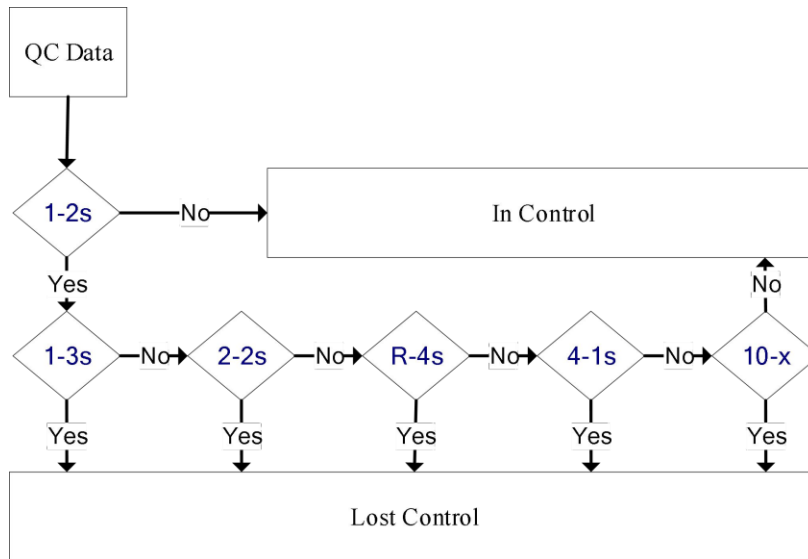 QC Data
1-2s
No
In Control
Yes
No
1-3s
No
2-2s
No
R-4s
No
4-1s
No
10-x
Yes
Yes
Yes
Yes
Yes
Lost Control